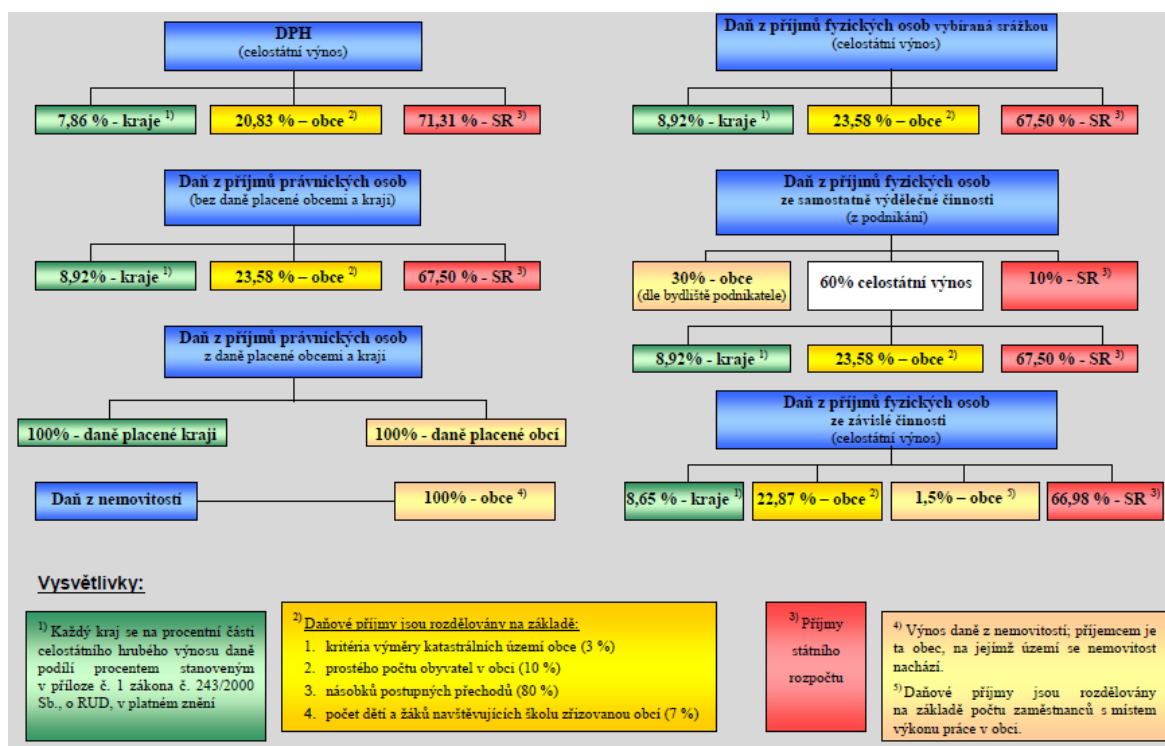 DPH
(celostátní výnos)
7,86 % - kraje 1)
20,83 % – obce 2)
71,31 % - SR 3)
Daň z příjmů právnických osob
(bez daně placené obcemi a kraji)
8,92% - kraje 1)
23,58 % – obce 2)
67,50 % - SR 3)
Daň z příjmů právnických osob
z daně placené obcemi a kraji
100% - daně placené kraji
100% - daně placené obcí
Daň z nemovitostí
100% - obce 4)
Daň z příjmů fyzických osob vybíraná srážkou
(celostátní výnos)
8,92% - kraje 1)
23,58 % – obce 2)
67,50 % - SR 3)
Daň z příjmů fyzických osob
ze samostatně výdělečné činnosti
(z podnikání)
30% - obce
(dle bydliště podnikatele)
60% celostátní výnos
10% - SR 3)
8,92% - kraje 1)
23,58 % – obce 2)
67,50 % - SR 3)
Daň z příjmů fyzických osob
ze závislé činnosti
(celostátní výnos)
8,65 % - kraje 1)
22,87 % – obce 2)
1,5% – obce 5)
66,98 % - SR 3)
Vysvětlivky:
1) Každý kraj se na procentní části
celostátního hrubého výnosu daně
podílí procentem stanoveným
v příloze č. 1 zákona č. 243/2000
Sb., o RUD, v platném znění
2) Daňové příjmy jsou rozdělovány na základě:
1. kritéria výměry katastrálních území obce (3 %)
2. prostého počtu obyvatel v obci (10 %)
3. násobků postupných přechodů (80 %)
4. počet dětí a žáků navštěvujících školu zřizovanou obcí (7 %)
3) Příjmy
státního
rozpočtu
4) Výnos daně z nemovitostí; příjemcem je
ta obec, na jejímž území se nemovitost
nachází.
5) Daňové příjmy jsou rozdělovány
na základě počtu zaměstnanců s místem
výkonu práce v obci.